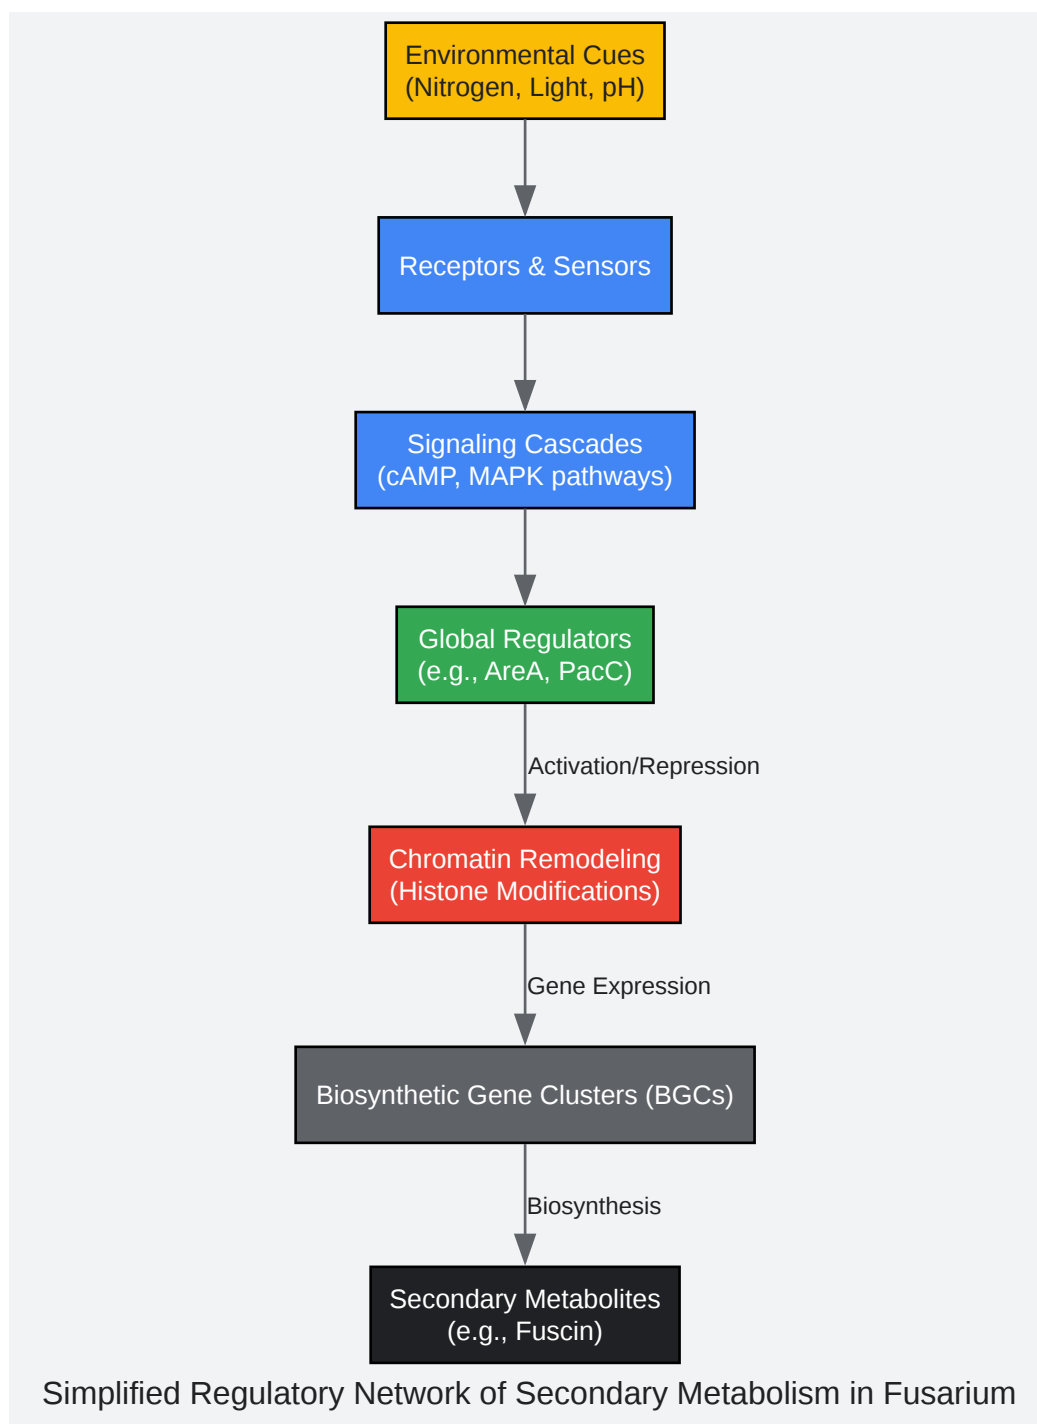 Environmental Cues
(Nitrogen, Light, pH)
Receptors & Sensors
Signaling Cascades
(cAMP, MAPK pathways)
Global Regulators
(e.g., AreA, PacC)
Activation/Repression
Chromatin Remodeling
(Histone Modifications)
Gene Expression
Biosynthetic Gene Clusters (BGCs)
Biosynthesis
Secondary Metabolites
(e.g., Fuscin)
Simplified Regulatory Network of Secondary Metabolism in Fusarium